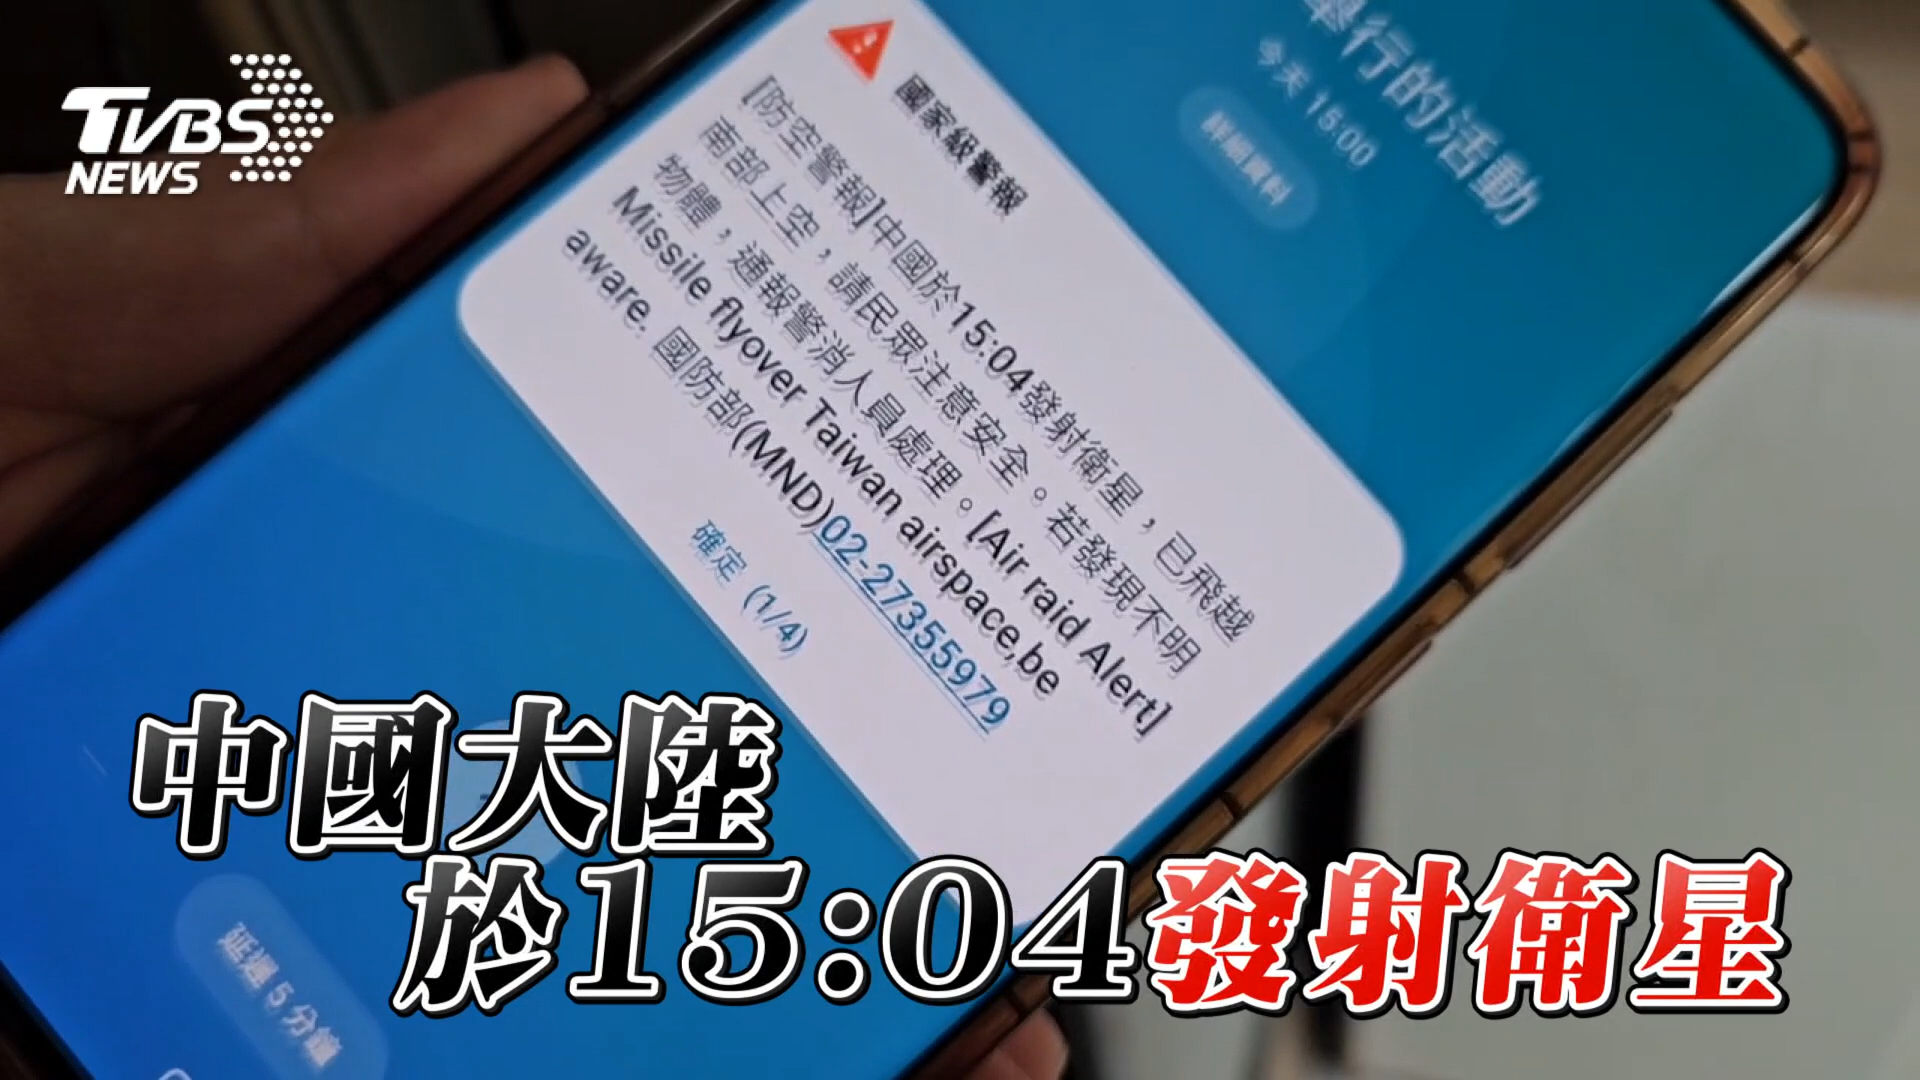 TVBS
NEWS
舉行的活動
今天 15:00
詳細資料
國家級警報
[防空警報]中國於15:04發射衛星，已飛越
南部上空，請民眾注意安全。若發現不明
物體，通報警消人員處理。[Air raid Alert]
Missile flyover Taiwan airspace,be
aware. 國防部(MND)02-27355979
確定 (1/4)
延遲 5 分鐘
中國大陸
於15:04發射衛星